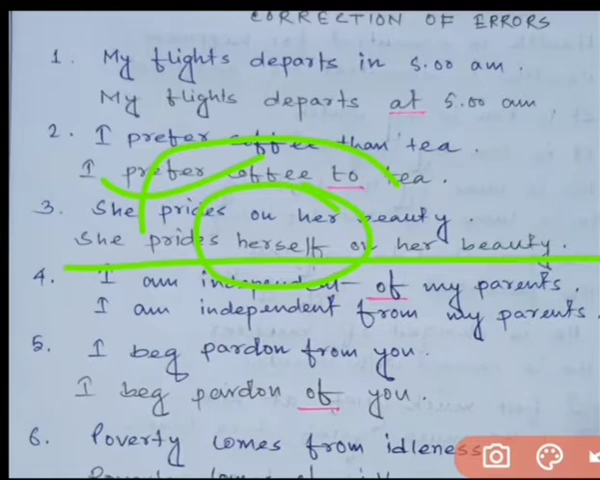 CORRECTION OF ERRORS
1. My flights departs in 5.00 am.
My flights departs at 5.00 am
2. I prefer coffee than tea.
I prefer coffee to tea.
3. She prides on her beauty.
She prides herself on her beauty.
4. I am independent of my parents.
I am independent from my parents.
5. I beg pardon from you.
I beg pardon of you.
6. Poverty comes from idleness